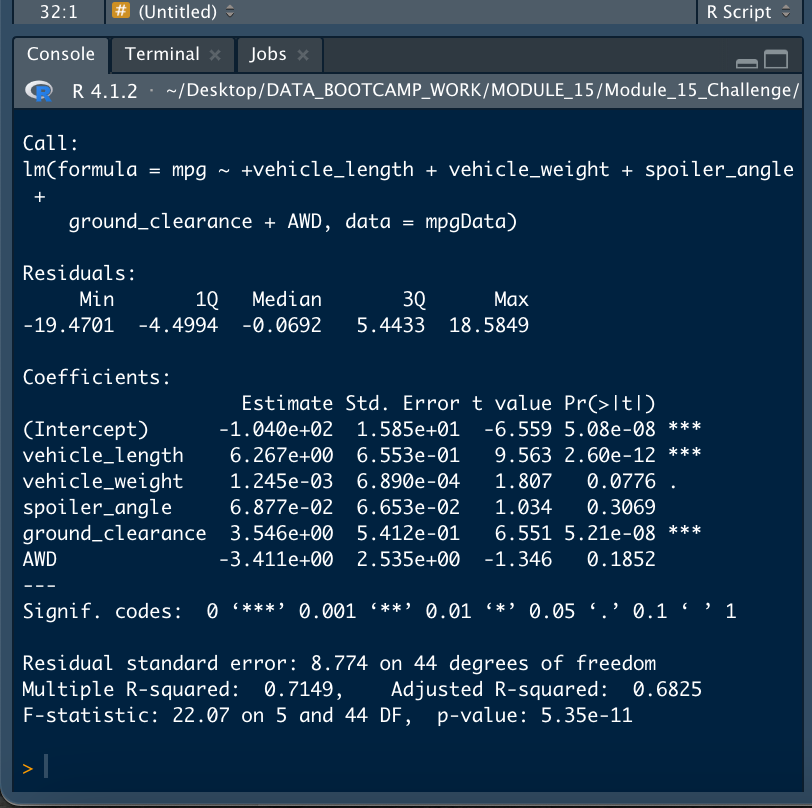 32:1 # (Untitled) R Script
Console Terminal × Jobs ×
R R 4.1.2 · ~/Desktop/DATA_BOOTCAMP_WORK/MODULE_15/Module_15_Challenge/
Call:
lm(formula = mpg ~ +vehicle_length + vehicle_weight + spoiler_angle
 +
    ground_clearance + AWD, data = mpgData)
Residuals:
     Min       1Q   Median       3Q      Max
-19.4701  -4.4994  -0.0692   5.4433  18.5849
Coefficients:
                   Estimate Std. Error t value Pr(>|t|)
(Intercept)      -1.040e+02  1.585e+01  -6.559 5.08e-08 ***
vehicle_length    6.267e+00  6.553e-01   9.563 2.60e-12 ***
vehicle_weight    1.245e-03  6.890e-04   1.807   0.0776 .
spoiler_angle     6.877e-02  6.653e-02   1.034   0.3069
ground_clearance  3.546e+00  5.412e-01   6.551 5.21e-08 ***
AWD              -3.411e+00  2.535e+00  -1.346   0.1852
---
Signif. codes:  0 ‘***’ 0.001 ‘**’ 0.01 ‘*’ 0.05 ‘.’ 0.1 ‘ ’ 1
Residual standard error: 8.774 on 44 degrees of freedom
Multiple R-squared:  0.7149,    Adjusted R-squared:  0.6825
F-statistic: 22.07 on 5 and 44 DF,  p-value: 5.35e-11
>